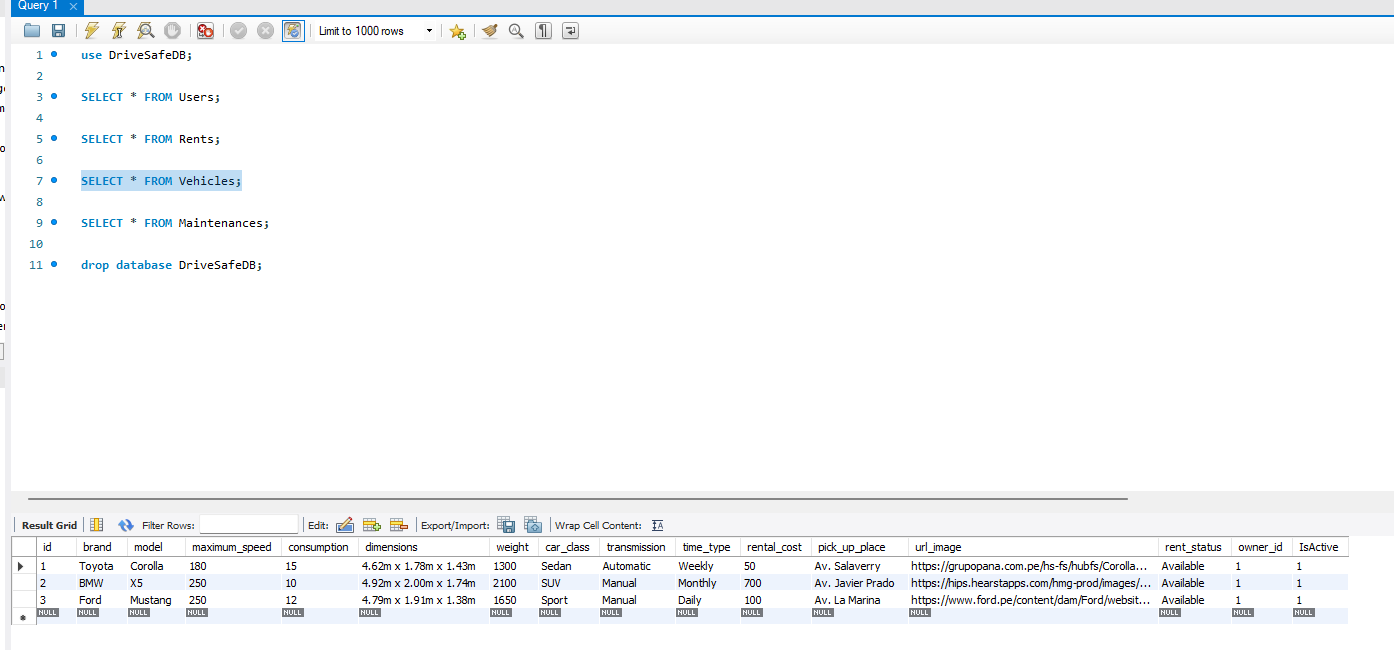 Query 1
Limit to 1000 rows
1 use DriveSafeDB;
2
3 SELECT * FROM Users;
4
5 SELECT * FROM Rents;
6
7 SELECT * FROM Vehicles;
8
9 SELECT * FROM Maintenances;
10
11 drop database DriveSafeDB;
Result Grid Filter Rows: Edit: Export/Import: Wrap Cell Content:
id brand model maximum_speed consumption dimensions weight car_class transmission time_type rental_cost pick_up_place url_image rent_status owner_id IsActive
1 Toyota Corolla 180 15 4.62m x 1.78m x 1.43m 1300 Sedan Automatic Weekly 50 Av. Salaverry https://grupopana.com.pe/hs-fs/hubfs/Corolla... Available 1 1
2 BMW X5 250 10 4.92m x 2.00m x 1.74m 2100 SUV Manual Monthly 700 Av. Javier Prado https://hips.hearstapps.com/hmg-prod/images/... Available 1 1
3 Ford Mustang 250 12 4.79m x 1.91m x 1.38m 1650 Sport Manual Daily 100 Av. La Marina https://www.ford.pe/content/dam/Ford/websit... Available 1 1
NULL NULL NULL NULL NULL NULL NULL NULL NULL NULL NULL NULL NULL NULL NULL NULL